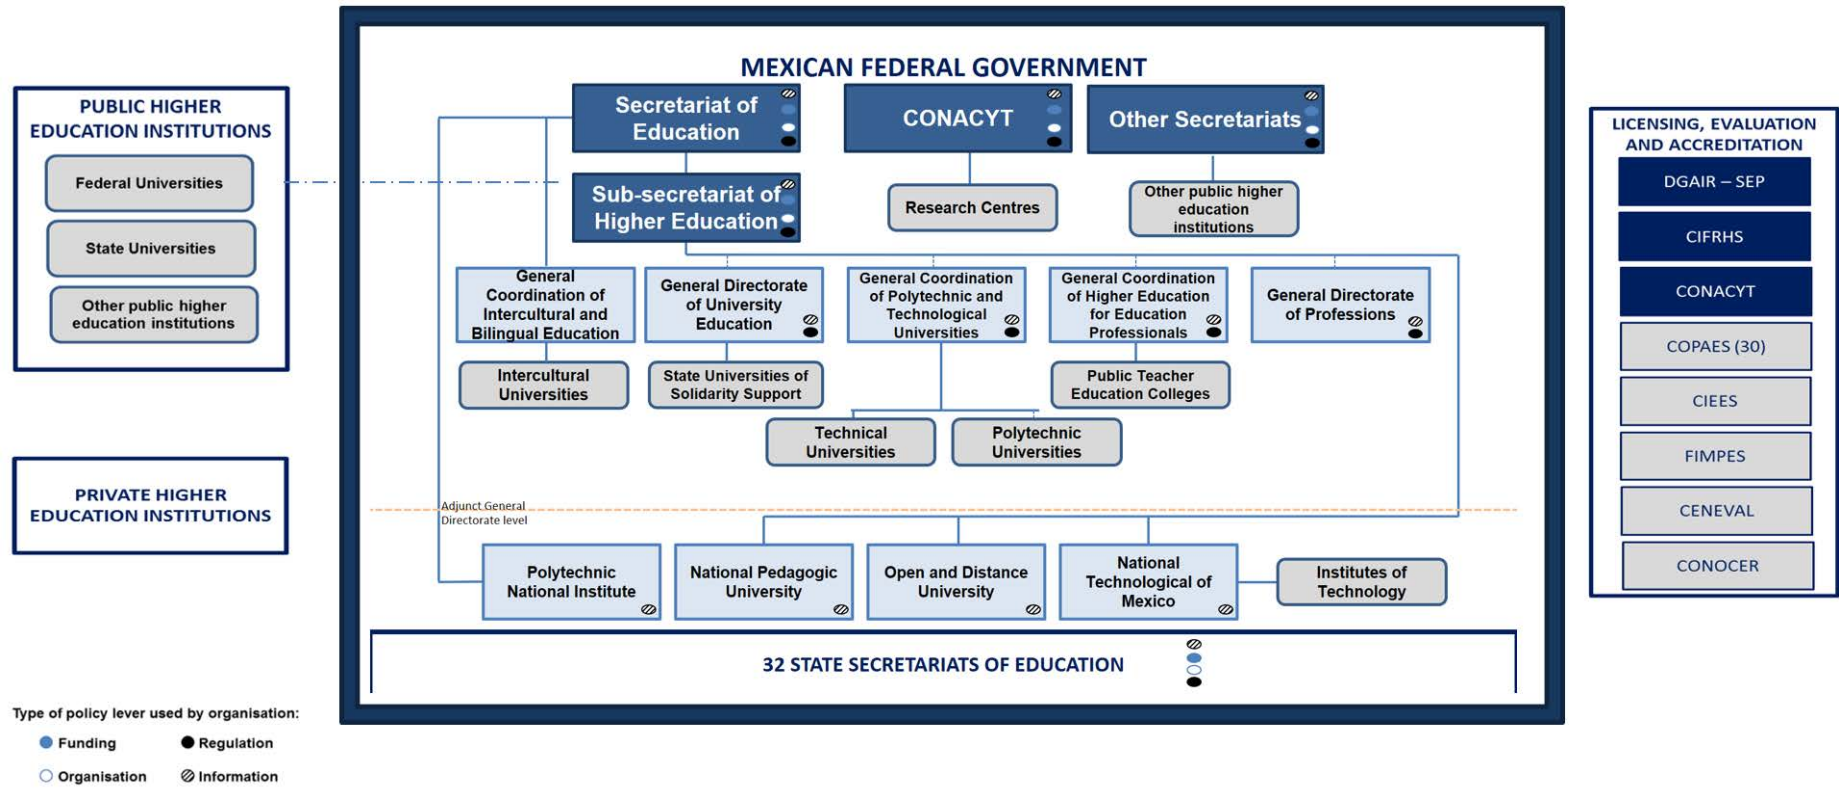 MEXICAN FEDERAL GOVERNMENT
PUBLIC HIGHER
EDUCATION INSTITUTIONS
Federal Universities
State Universities
Other public higher
education institutions
PRIVATE HIGHER
EDUCATION INSTITUTIONS
Secretariat of
Education
CONACYT
Other Secretariats
Sub-secretariat of
Higher Education
Research Centres
Other public higher
education
institutions
General
Coordination of
Intercultural and
Bilingual Education
General Directorate
of University
Education
General Coordination
of Polytechnic and
Technological
Universities
General Coordination
of Higher Education
for Education
Professionals
General Directorate
of Professions
Intercultural
Universities
State Universities of
Solidarity Support
Public Teacher
Education Colleges
Technical
Universities
Polytechnic
Universities
Adjunct General
Directorate level
Polytechnic
National Institute
National Pedagogic
University
Open and Distance
University
National
Technological of
Mexico
Institutes of
Technology
32 STATE SECRETARIATS OF EDUCATION
LICENSING, EVALUATION
AND ACCREDITATION
DGAIR – SEP
CIFRHS
CONACYT
COPAES (30)
CIEES
FIMPES
CENEVAL
CONOCER
Type of policy lever used by organisation:
Funding
Regulation
Organisation
Information